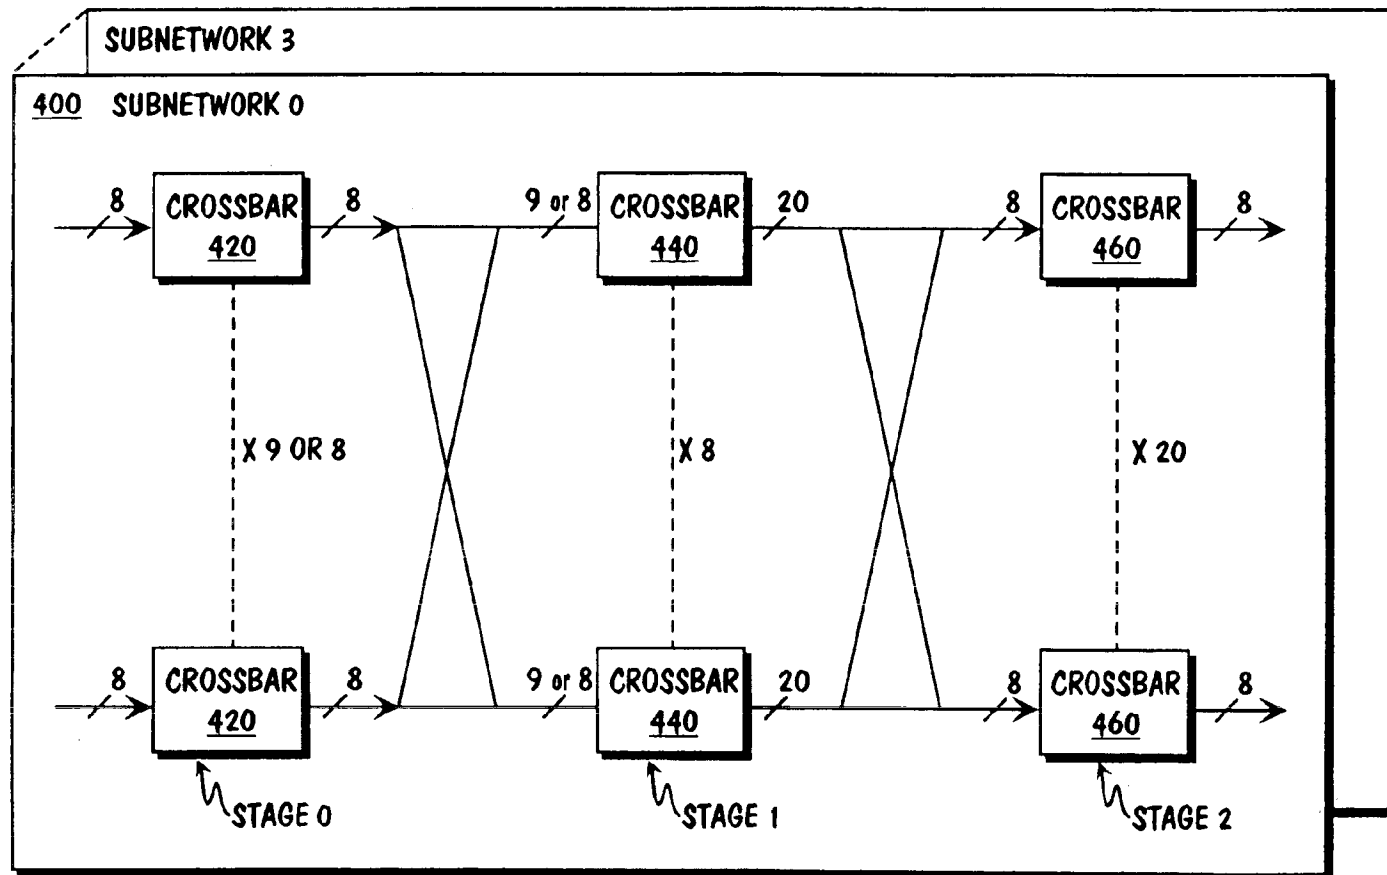 SUBNETWORK 3
400 SUBNETWORK 0
8 8 9 or 8 20 8 8
CROSSBAR CROSSBAR CROSSBAR
420 440 460
X 9 OR 8 X 8 X 20
8 8 9 or 8 20 8 8
CROSSBAR CROSSBAR CROSSBAR
420 440 460
STAGE 0 STAGE 1 STAGE 2